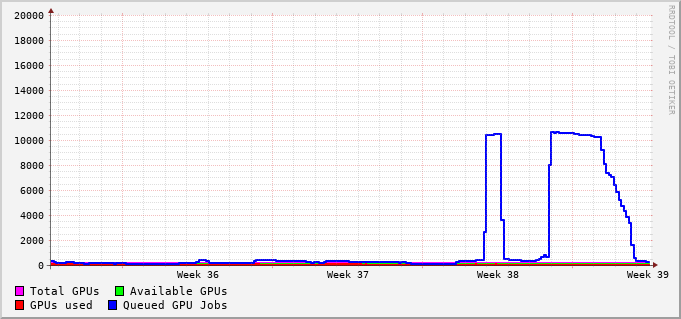 20000
18000
16000
14000
12000
10000
8000
6000
4000
2000
0
Week 36 Week 37 Week 38 Week 39
Total GPUs Available GPUs
GPUs used Queued GPU Jobs
RRDTOOL / TOBI OETIKER